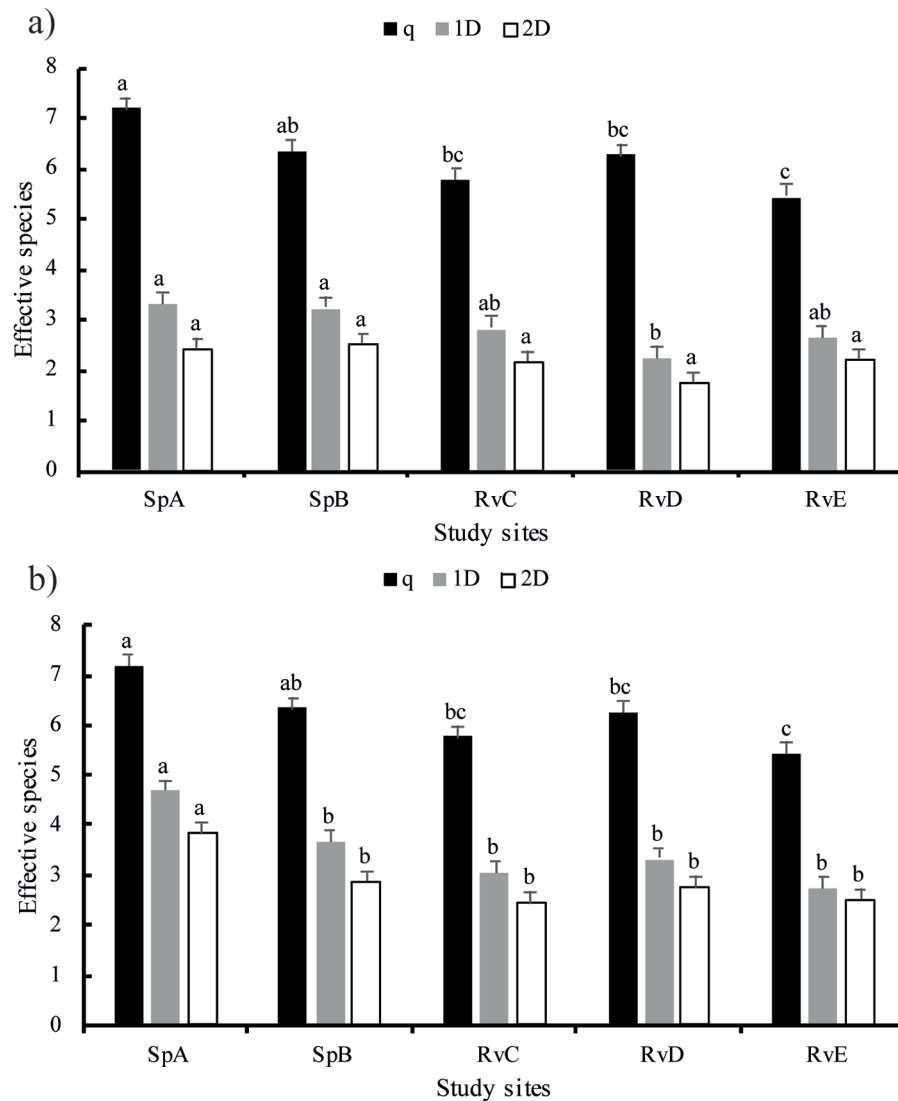 a)
q 1D 2D
8
7
6
5
4
3
2
1
0
Effective species
a a a
ab a a
bc ab a
bc b a
c ab a
SpA SpB RvC RvD RvE
Study sites
b)
q 1D 2D
8
7
6
5
4
3
2
1
0
Effective species
a a a
ab b b
bc b b
bc b b
c b b
SpA SpB RvC RvD RvE
Study sites